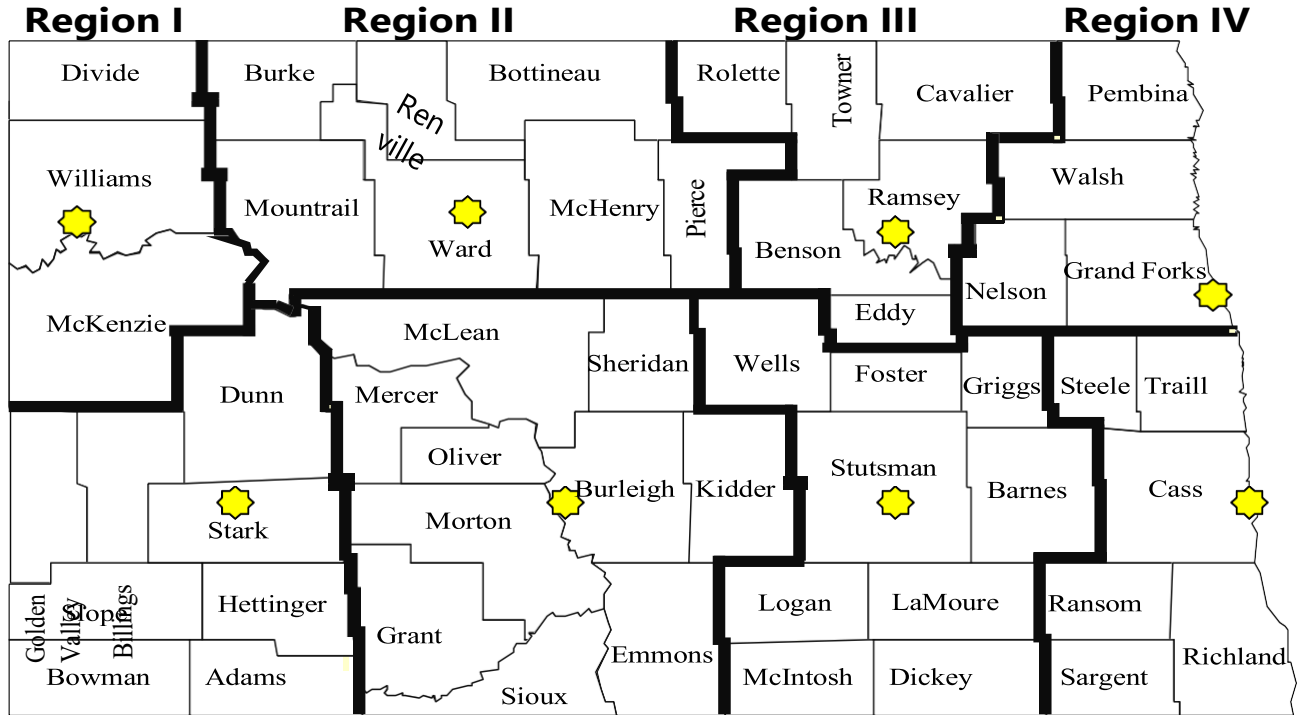 Region I
Region II
Region III
Region IV
Divide
Burke
Bottineau
Rolette
Towner
Cavalier
Pembina
Ren
ville
Williams
Mountrail
Ward
McHenry
Pierce
Benson
Ramsey
Walsh
Nelson
Grand Forks
McKenzie
McLean
Eddy
Sheridan
Wells
Foster
Griggs
Steele
Traill
Dunn
Mercer
Oliver
Stutsman
Burleigh
Kidder
Barnes
Cass
Stark
Morton
Golden
Valley
Billings
Slope
Hettinger
Grant
Logan
LaMoure
Ransom
Emmons
Richland
Bowman
Adams
Sioux
McIntosh
Dickey
Sargent